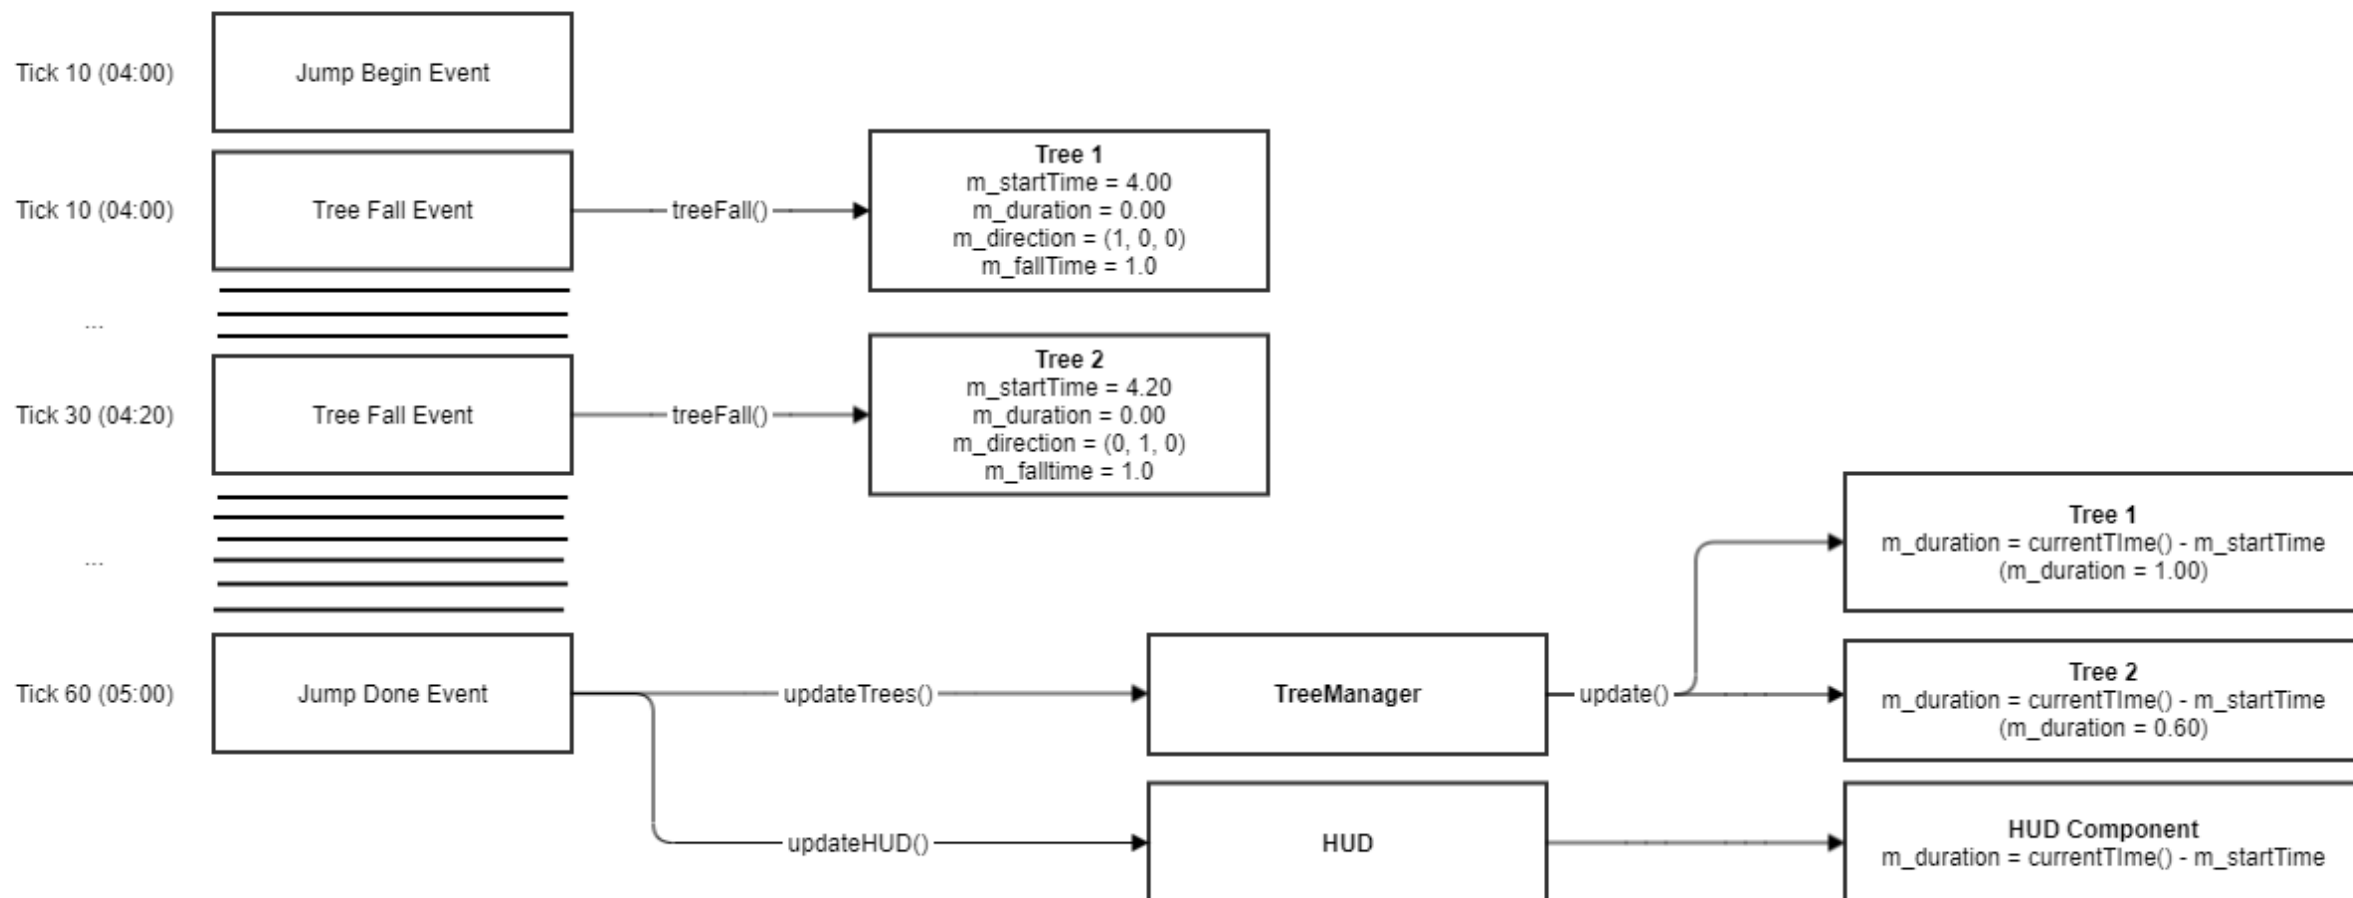 Tick 10 (04:00)
Jump Begin Event
Tick 10 (04:00)
Tree Fall Event
treeFall()
Tree 1
m_startTime = 4.00
m_duration = 0.00
m_direction = (1, 0, 0)
m_fallTime = 1.0
...
Tick 30 (04:20)
Tree Fall Event
treeFall()
Tree 2
m_startTime = 4.20
m_duration = 0.00
m_direction = (0, 1, 0)
m_falltime = 1.0
...
Tick 60 (05:00)
Jump Done Event
updateTrees()
TreeManager
update()
Tree 1
m_duration = currentTIme() - m_startTime
(m_duration = 1.00)
Tree 2
m_duration = currentTIme() - m_startTime
(m_duration = 0.60)
updateHUD()
HUD
HUD Component
m_duration = currentTIme() - m_startTime